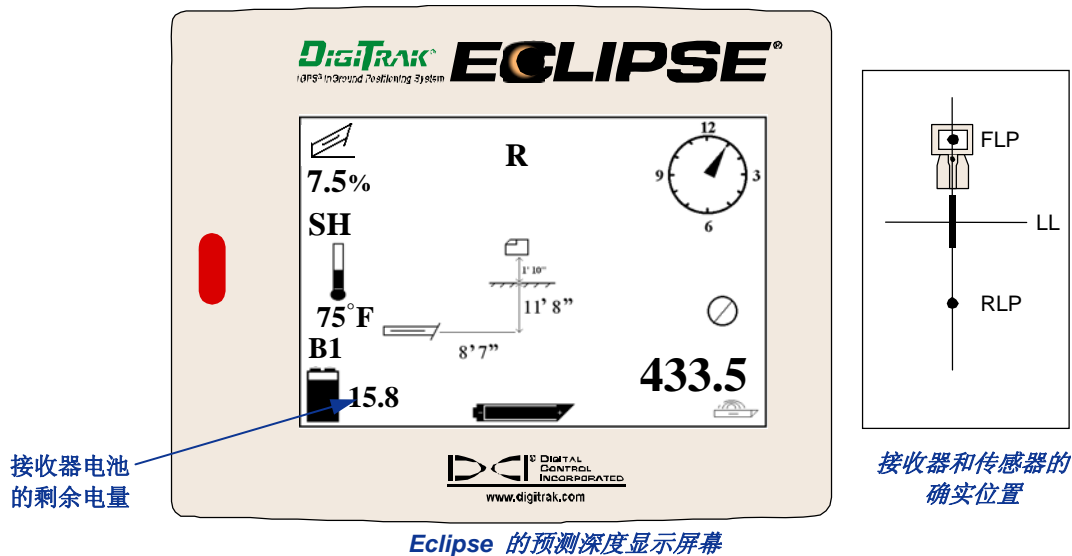 DIGITRAK® ECLIPSE®
iGPS® InGround Positioning System
7.5%
R
12
3
6
9
SH
75°F
1' 10"
11' 8"
8'7"
B1
15.8
433.5
® DIGITAL
CONTROL
INCORPORATED
www.digitrak.com
接收器电池
的剩余电量
Eclipse 的预测深度显示屏幕
FLP
LL
RLP
接收器和传感器的
确实位置